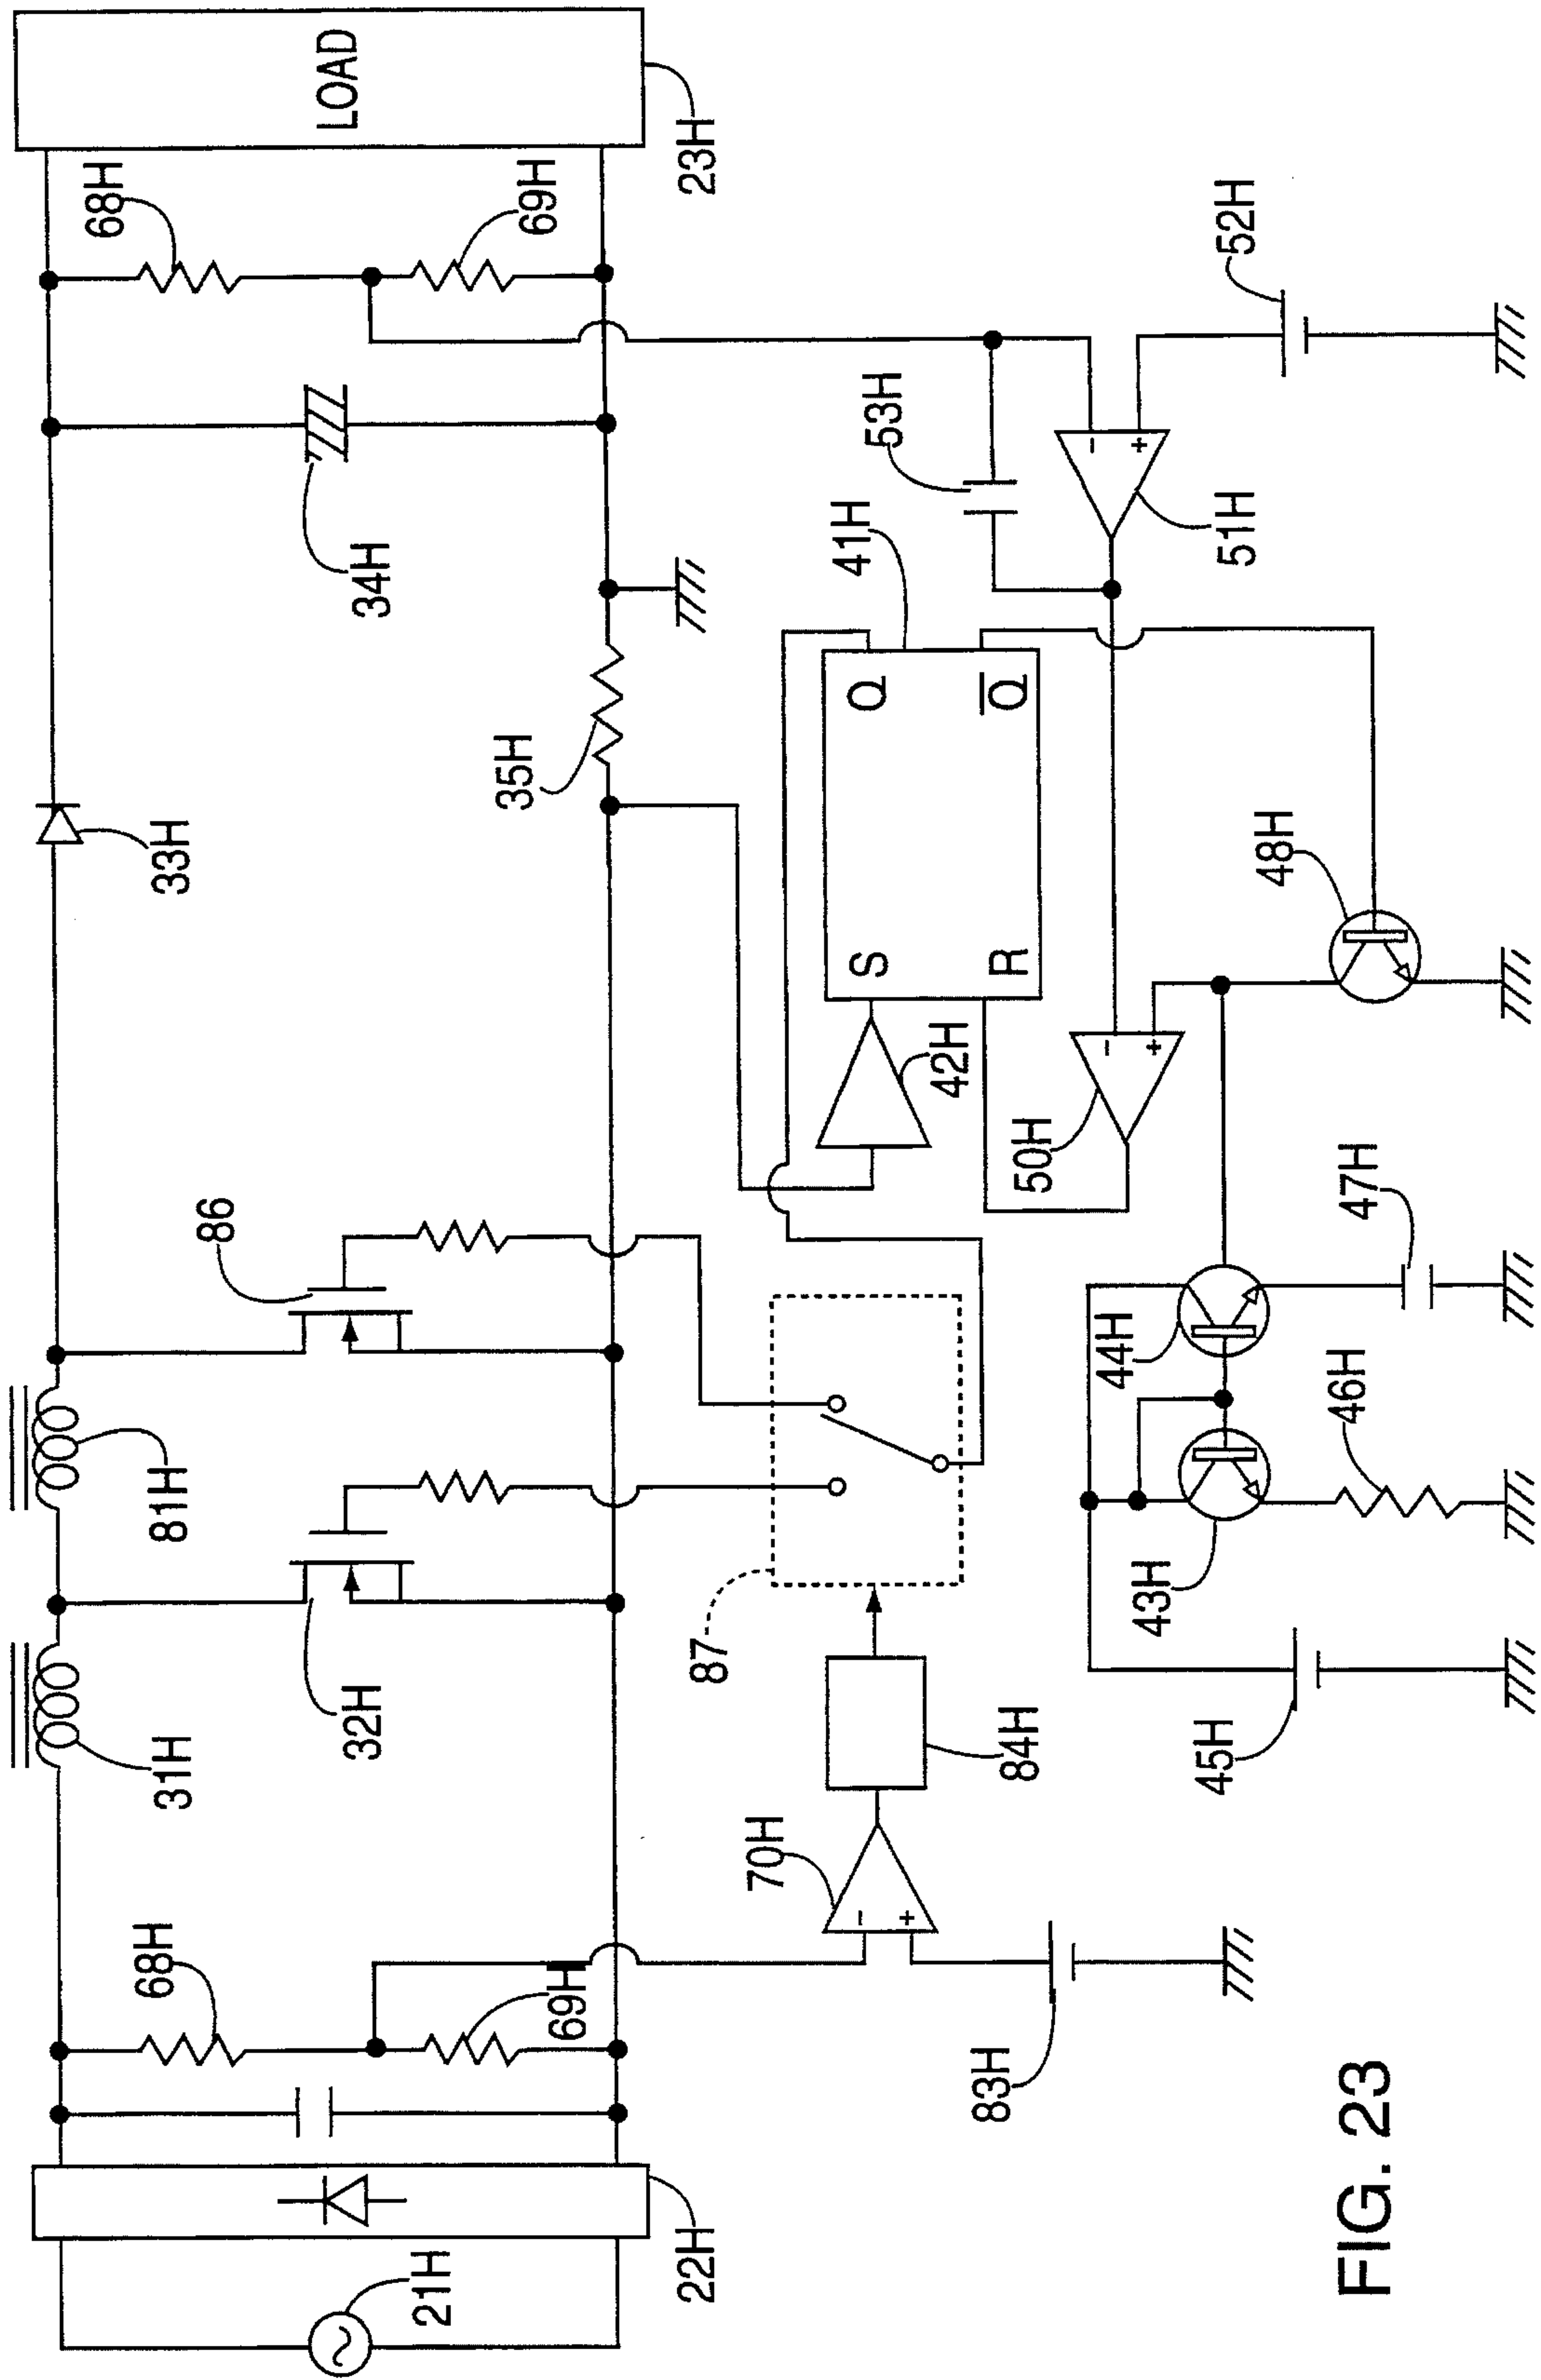 LOAD
23H
68H
69H
34H
33H
35H
86
81H
32H
31H
68H
69H
22H
21H
53H
52H
41H
51H
Q
Q̅
S
R
-
+
42H
48H
50H
-
+
47H
44H
46H
43H
45H
87
84H
70H
-
+
83H
FIG. 23